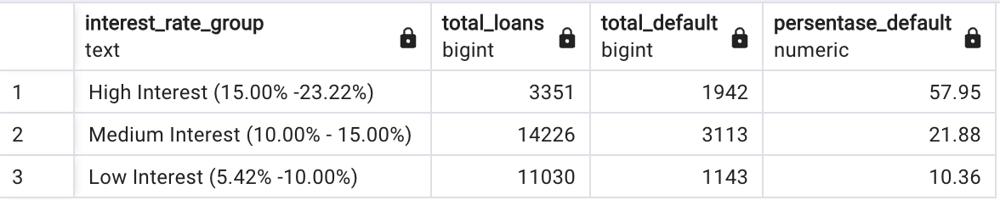 interest_rate_group total_loans total_default persentase_default
text bigint bigint numeric
1 High Interest (15.00% -23.22%) 3351 1942 57.95
2 Medium Interest (10.00% - 15.00%) 14226 3113 21.88
3 Low Interest (5.42% -10.00%) 11030 1143 10.36